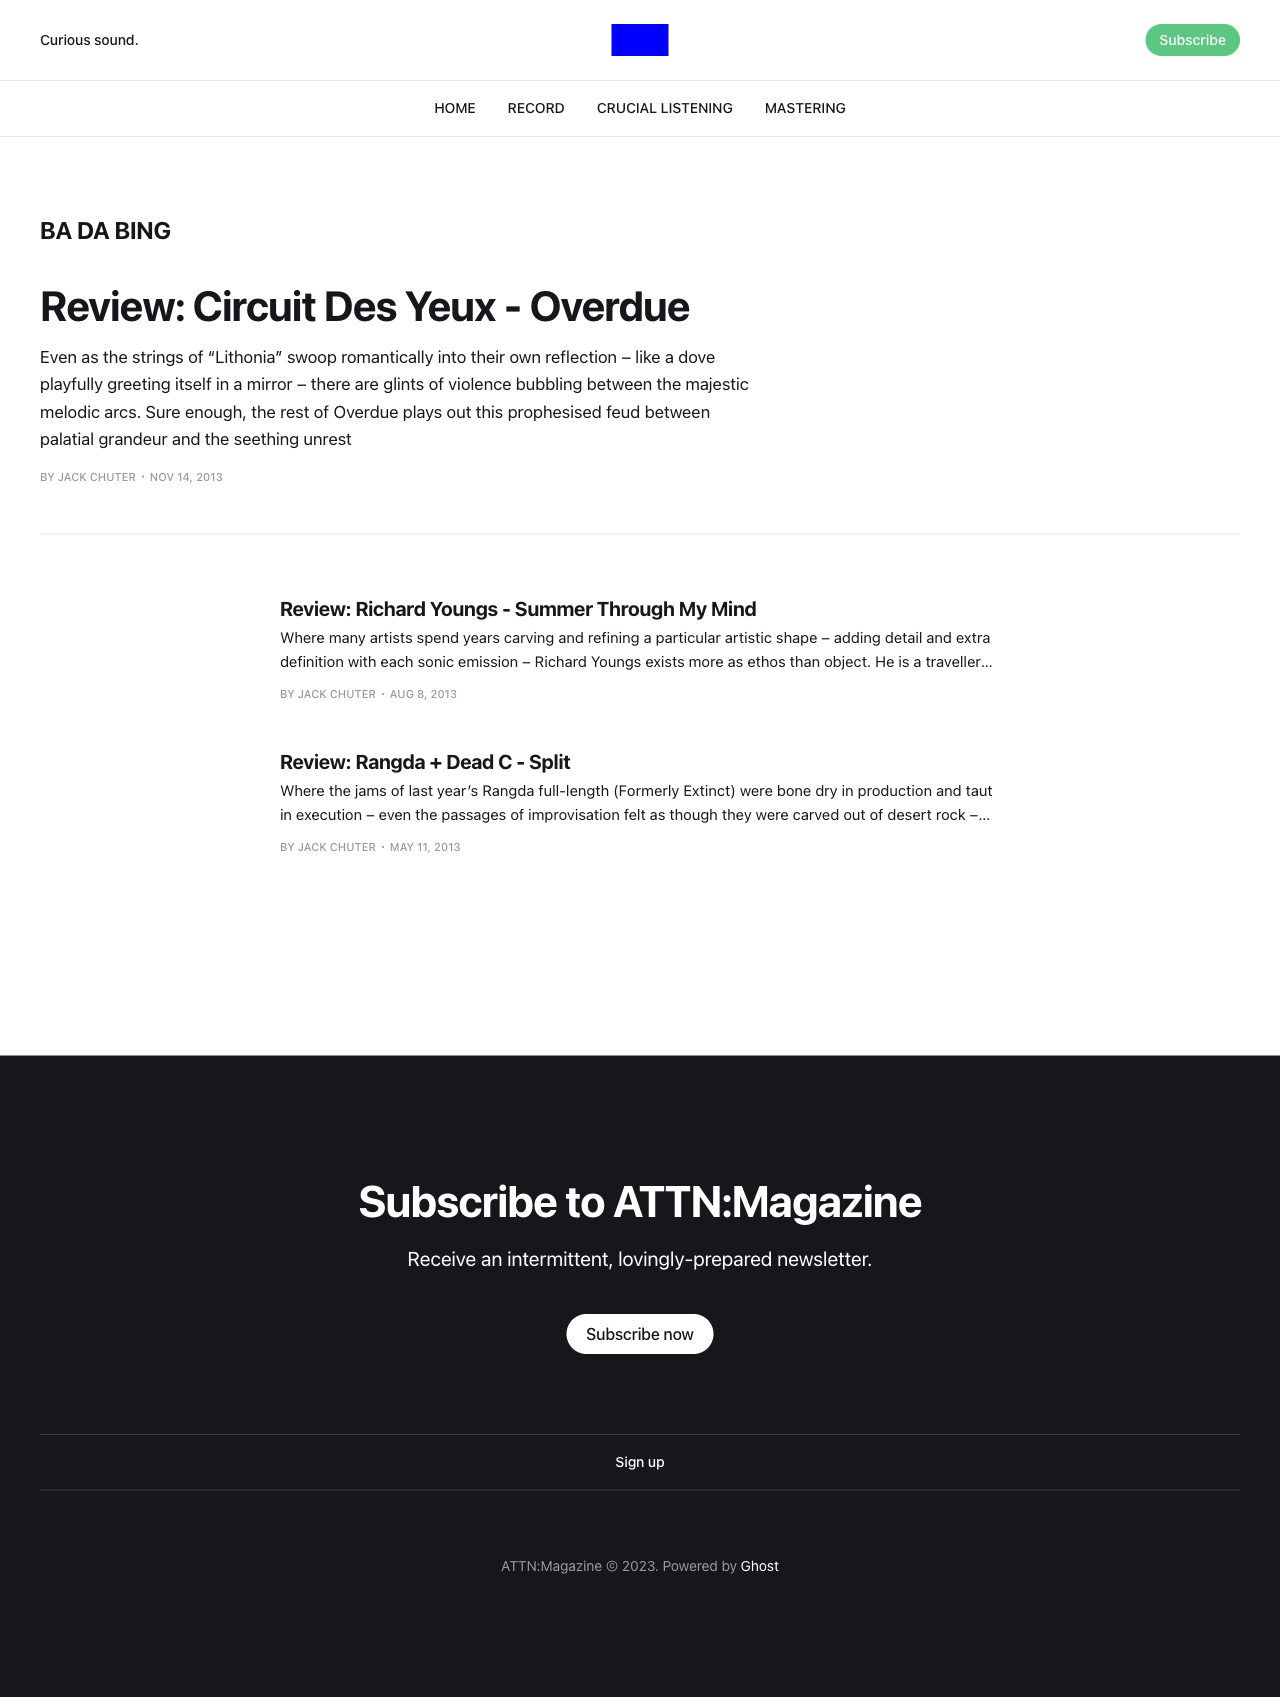 Curious sound.
Subscribe
HOME
RECORD
CRUCIAL LISTENING
MASTERING
BA DA BING
Review: Circuit Des Yeux - Overdue
Even as the strings of “Lithonia” swoop romantically into their own reflection – like a dove
playfully greeting itself in a mirror – there are glints of violence bubbling between the majestic
melodic arcs. Sure enough, the rest of Overdue plays out this prophesised feud between
palatial grandeur and the seething unrest
BY JACK CHUTER • NOV 14, 2013
Review: Richard Youngs - Summer Through My Mind
Where many artists spend years carving and refining a particular artistic shape – adding detail and extra
definition with each sonic emission – Richard Youngs exists more as ethos than object. He is a traveller…
BY JACK CHUTER • AUG 8, 2013
Review: Rangda + Dead C - Split
Where the jams of last year’s Rangda full-length (Formerly Extinct) were bone dry in production and taut
in execution – even the passages of improvisation felt as though they were carved out of desert rock –…
BY JACK CHUTER • MAY 11, 2013
Subscribe to ATTN:Magazine
Receive an intermittent, lovingly-prepared newsletter.
Subscribe now
Sign up
ATTN:Magazine © 2023. Powered by Ghost